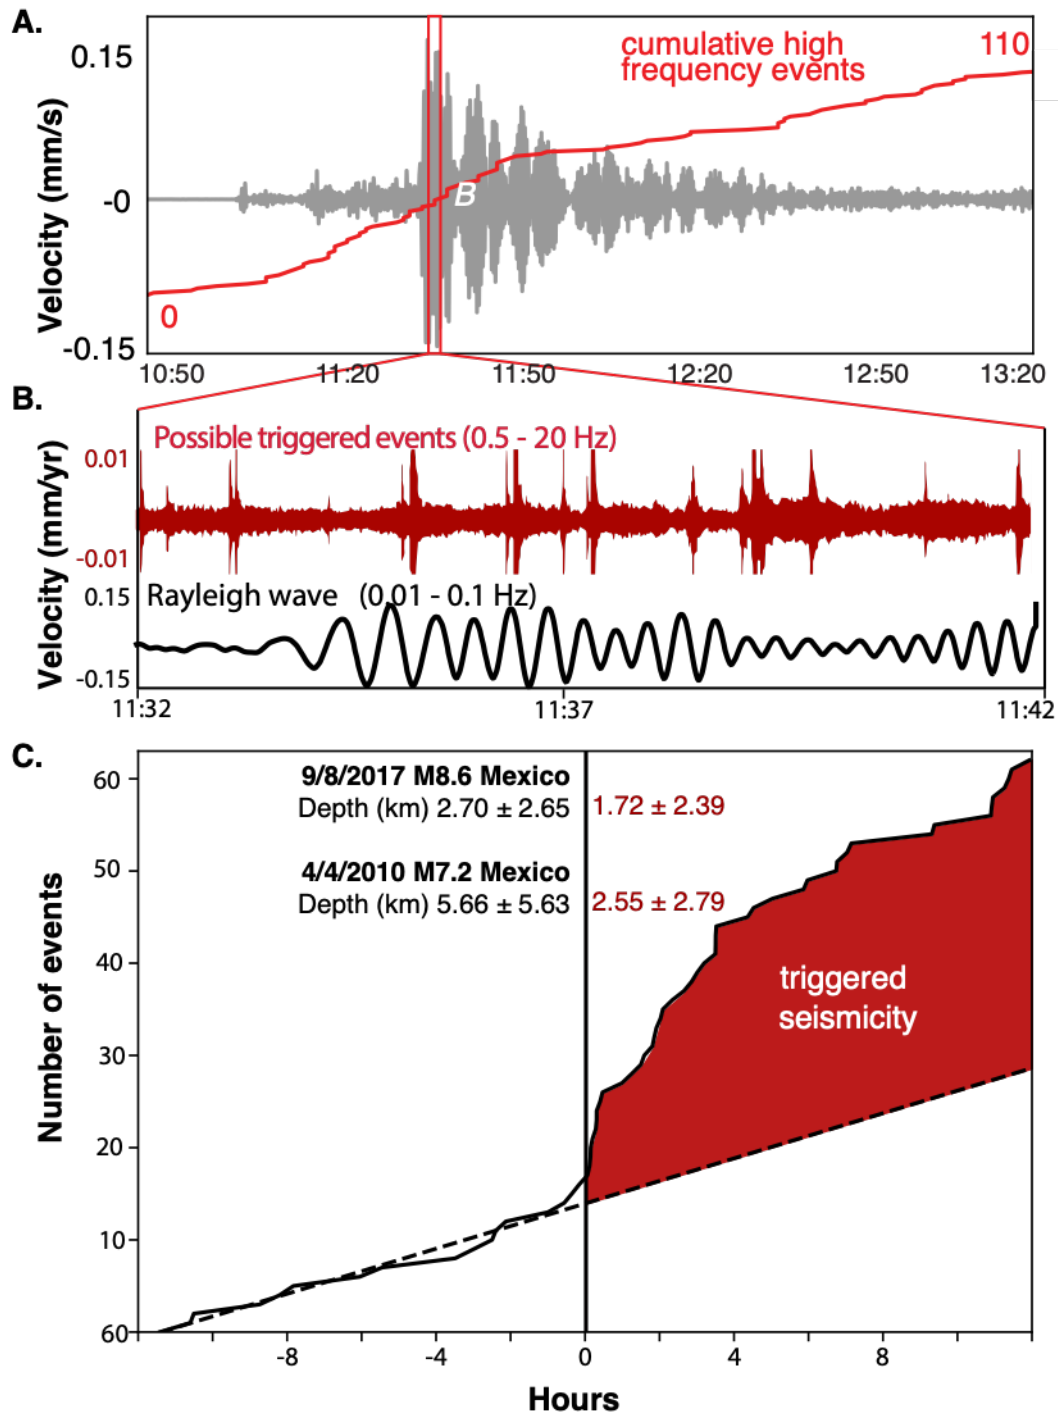 A.
cumulative high
frequency events
110
0.15
-0
-0.15
Velocity (mm/s)
B
0
10:50
11:20
11:50
12:20
12:50
13:20
B.
Possible triggered events (0.5 - 20 Hz)
0.01
-0.01
Velocity (mm/yr)
0.15
-0.15
Rayleigh wave (0.01 - 0.1 Hz)
11:32
11:37
11:42
C.
9/8/2017 M8.6 Mexico
Depth (km) 2.70 ± 2.65
1.72 ± 2.39
4/4/2010 M7.2 Mexico
Depth (km) 5.66 ± 5.63
2.55 ± 2.79
triggered
seismicity
Number of events
60
50
40
30
20
10
60
-8
-4
0
4
8
Hours